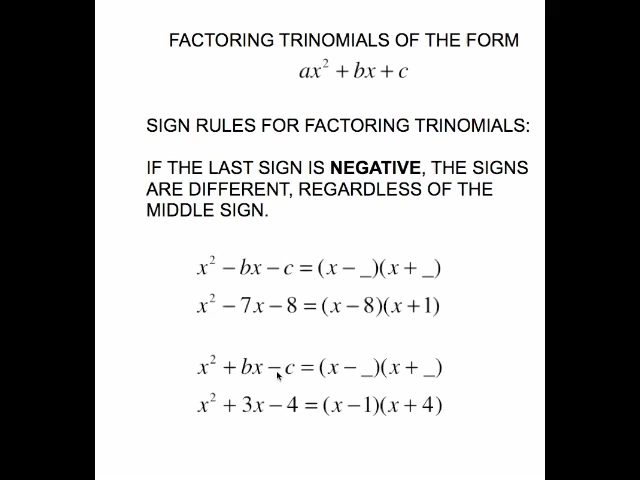 FACTORING TRINOMIALS OF THE FORM
ax² + bx + c
SIGN RULES FOR FACTORING TRINOMIALS:
IF THE LAST SIGN IS NEGATIVE, THE SIGNS
ARE DIFFERENT, REGARDLESS OF THE
MIDDLE SIGN.
x² − bx − c = (x − _)(x + _)
x² − 7x − 8 = (x − 8)(x + 1)
x² + bx − c = (x − _)(x + _)
x² + 3x − 4 = (x − 1)(x + 4)